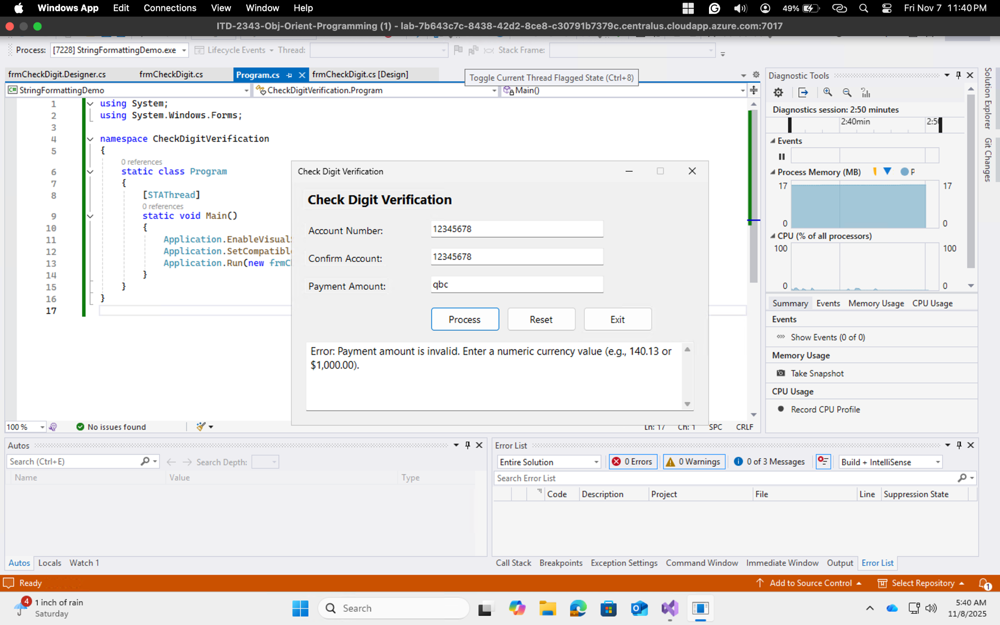 Windows App Edit Connections View Window Help 49% Fri Nov 7 11:40 PM
ITD-2343-Obj-Orient-Programming (1) - lab-7b643c7c-8438-42d2-8ce8-c30791b7379c.centralus.cloudapp.azure.com:7017
Process: [7228] StringFormattingDemo.exe Lifecycle Events Thread: Stack Frame:
frmCheckDigit.Designer.cs frmCheckDigit.cs Program.cs frmCheckDigit.cs [Design]
Toggle Current Thread Flagged State (Ctrl+8)
C# StringFormattingDemo CheckDigitVerification.Program Main()
1 using System;
2 using System.Windows.Forms;
3
4 namespace CheckDigitVerification
5 {
0 references
6 static class Program
7 {
8 [STAThread]
0 references
9 static void Main()
10 {
11 Application.EnableVisual
12 Application.SetCompatibl
13 Application.Run(new frmC
14 }
15 }
16 }
17
100 % No issues found Ln: 17 Ch: 1 SPC CRLF
Check Digit Verification
Check Digit Verification
Account Number: 12345678
Confirm Account: 12345678
Payment Amount: qbc
Process Reset Exit
Error: Payment amount is invalid. Enter a numeric currency value (e.g., 140.13 or
$1,000.00).
Diagnostic Tools
Diagnostics session: 2:50 minutes
2:40min 2:50
Events
Process Memory (MB) P
17 17
0 0
CPU (% of all processors)
100 100
0 0
Summary Events Memory Usage CPU Usage
Events
Show Events (0 of 0)
Memory Usage
Take Snapshot
CPU Usage
Record CPU Profile
Solution Explorer
Git Changes
Autos
Search (Ctrl+E) Search Depth:
Name Value Type
Autos Locals Watch 1
Error List
Entire Solution 0 Errors 0 Warnings 0 of 3 Messages Build + IntelliSense
Search Error List
Code Description Project File Line Suppression State
Call Stack Breakpoints Exception Settings Command Window Immediate Window Output Error List
Ready Add to Source Control Select Repository 1
4 1 inch of rain
Saturday
Search
5:40 AM
11/8/2025